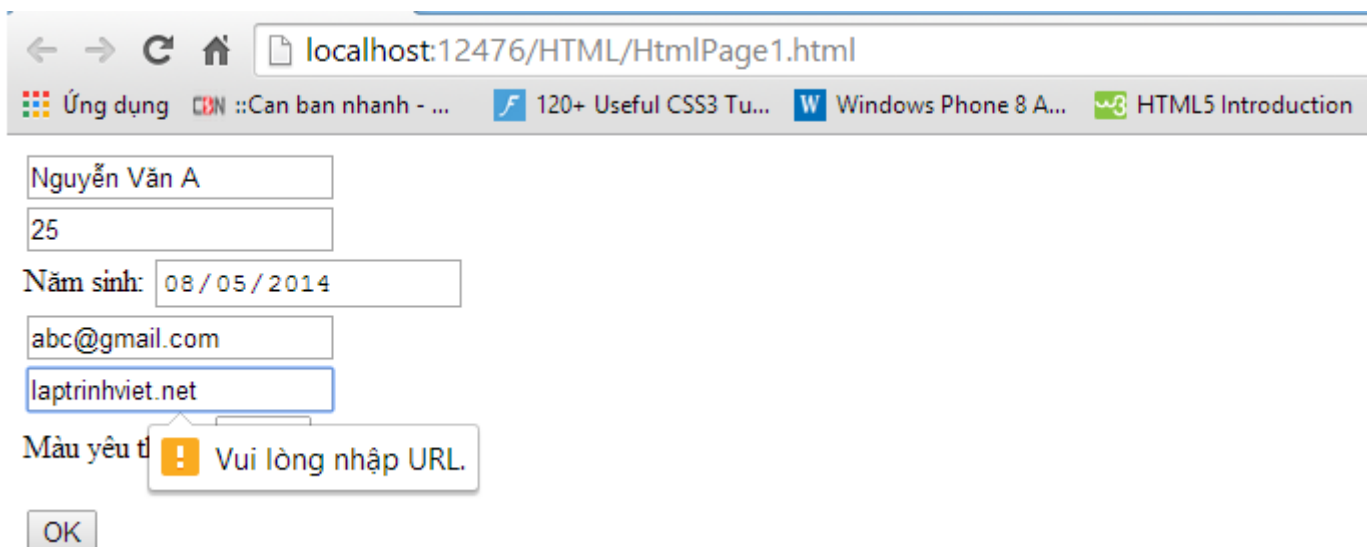 localhost:12476/HTML/HtmlPage1.html
Ứng dụng CBN ::Can ban nhanh - ... 120+ Useful CSS3 Tu... W Windows Phone 8 A... w3 HTML5 Introduction
Nguyễn Văn A
25
Năm sinh: 08/05/2014
abc@gmail.com
laptrinhviet.net
Màu yêu
Vui lòng nhập URL.
OK